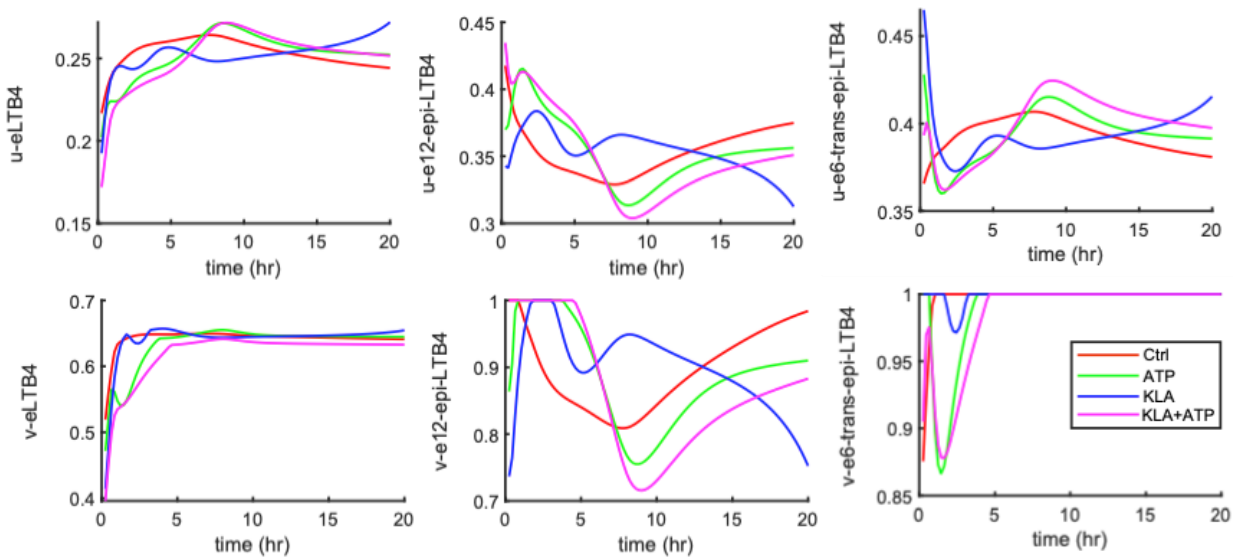 u-eLTB4
0.25
0.2
0.15
0 5 10 15 20
time (hr)
u-e12-epi-LTB4
0.45
0.4
0.35
0.3
0 5 10 15 20
time (hr)
u-e6-trans-epi-LTB4
0.45
0.4
0.35
0 5 10 15 20
time (hr)
v-eLTB4
0.7
0.6
0.5
0.4
0 5 10 15 20
time (hr)
v-e12-epi-LTB4
1
0.9
0.8
0.7
0 5 10 15 20
time (hr)
v-e6-trans-epi-LTB4
1
0.95
0.9
0.85
0 5 10 15 20
time (hr)
Ctrl
ATP
KLA
KLA+ATP